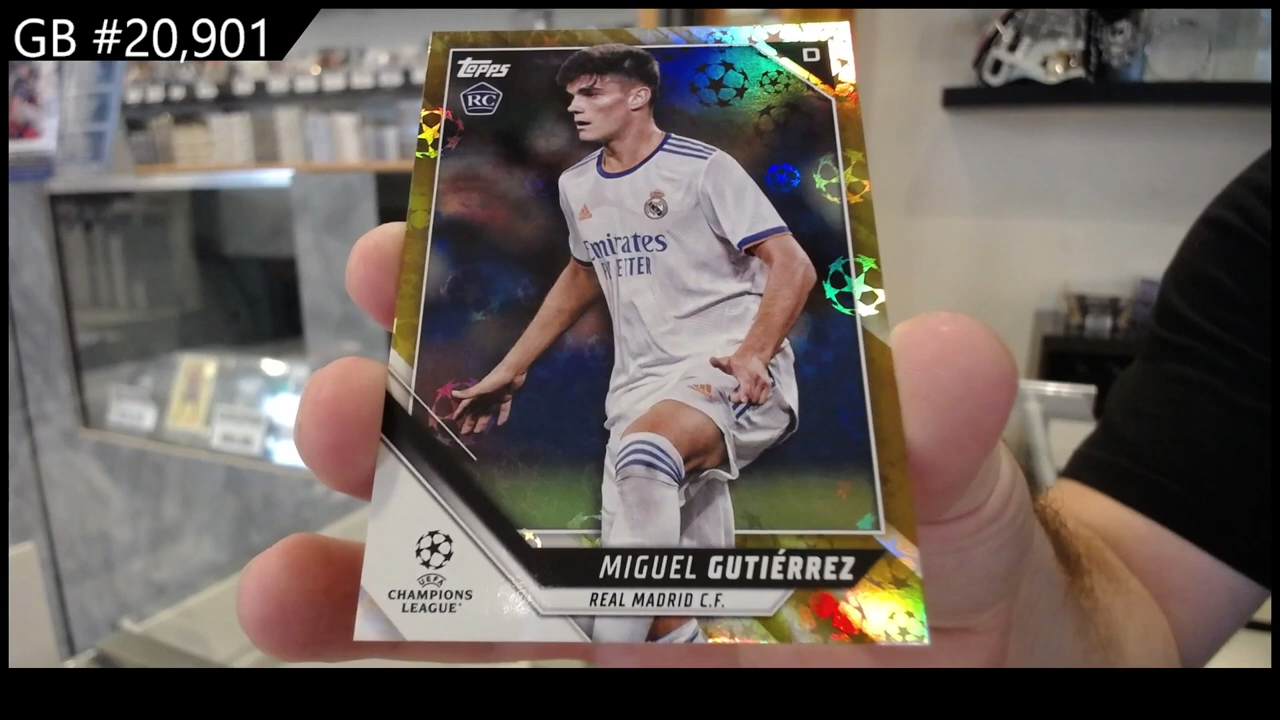 GB #20,901
Topps
RC
D
Emirates
FLY BETTER
UEFA
CHAMPIONS
LEAGUE
MIGUEL GUTIÉRREZ
REAL MADRID C.F.